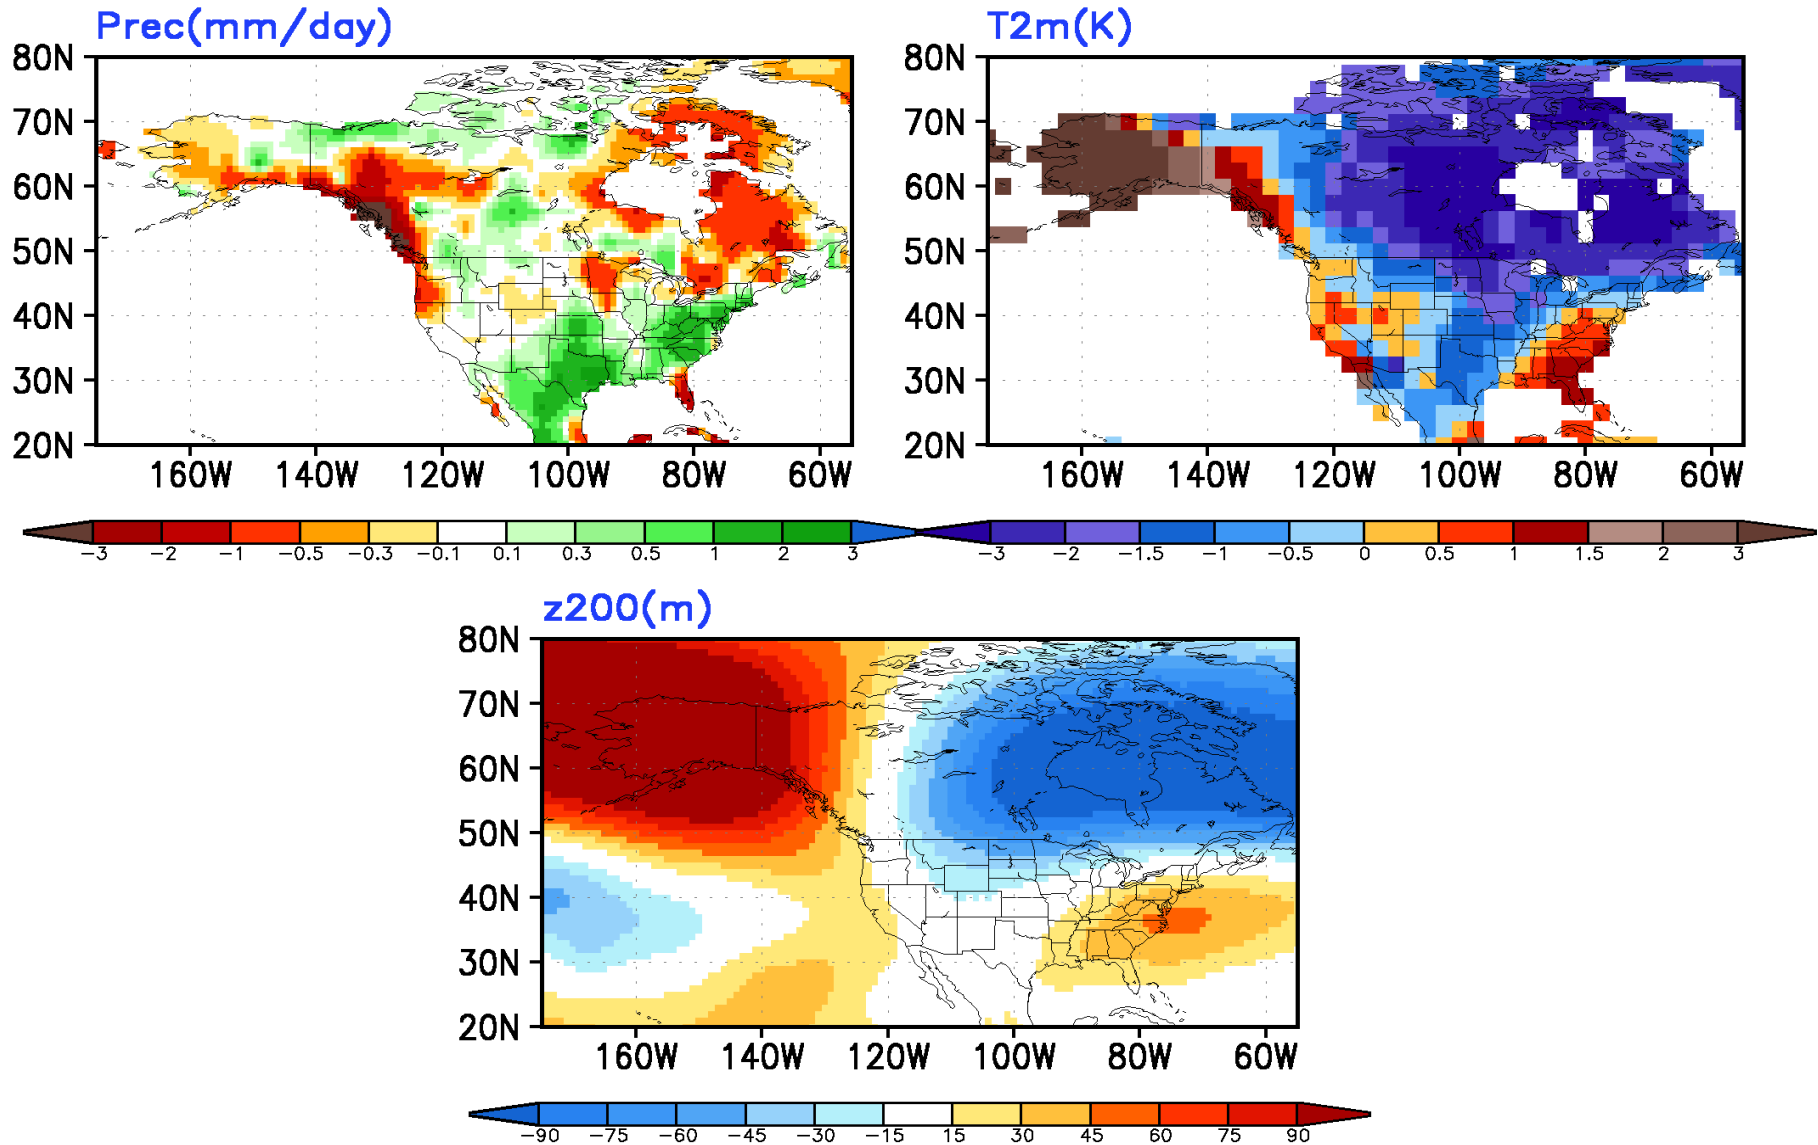 Prec(mm/day)
80N
70N
60N
50N
40N
30N
20N
160W 140W 120W 100W 80W 60W
-3 -2 -1 -0.5 -0.3 -0.1 0.1 0.3 0.5 1 2 3
T2m(K)
80N
70N
60N
50N
40N
30N
20N
160W 140W 120W 100W 80W 60W
-3 -2 -1.5 -1 -0.5 0 0.5 1 1.5 2 3
z200(m)
80N
70N
60N
50N
40N
30N
20N
160W 140W 120W 100W 80W 60W
-90 -75 -60 -45 -30 -15 15 30 45 60 75 90